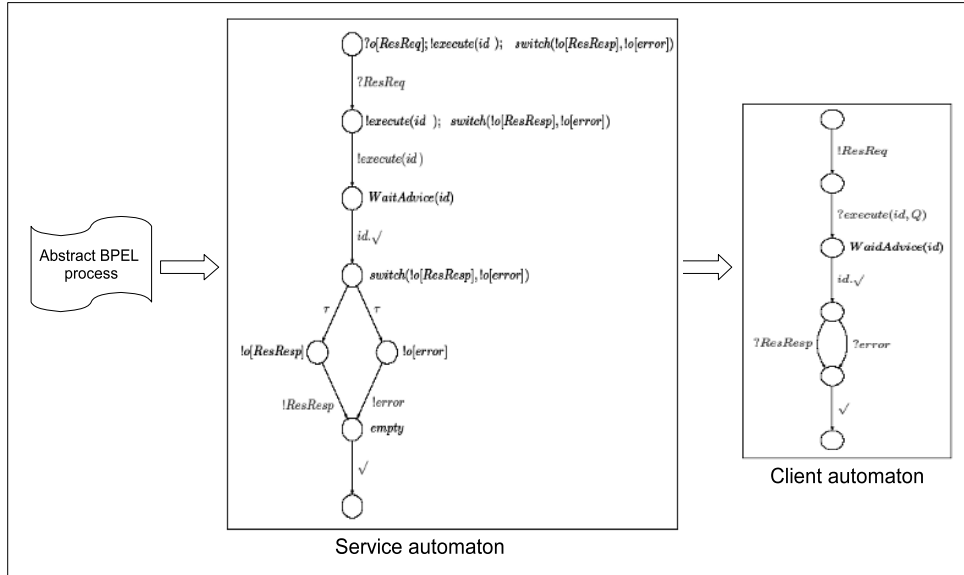 Abstract BPEL
process
?o[ResReq];!execute(id ); switch(!o[ResResp],!o[error])
?ResReq
!execute(id ); switch(!o[ResResp],!o[error])
!execute(id)
WaitAdvice(id)
id.√
switch(!o[ResResp],!o[error])
τ τ
!o[ResResp] !o[error]
!ResResp !error
empty
√
Service automaton
!ResReq
?execute(id,Q)
WaidAdvice(id)
id.√
?ResResp ?error
√
Client automaton